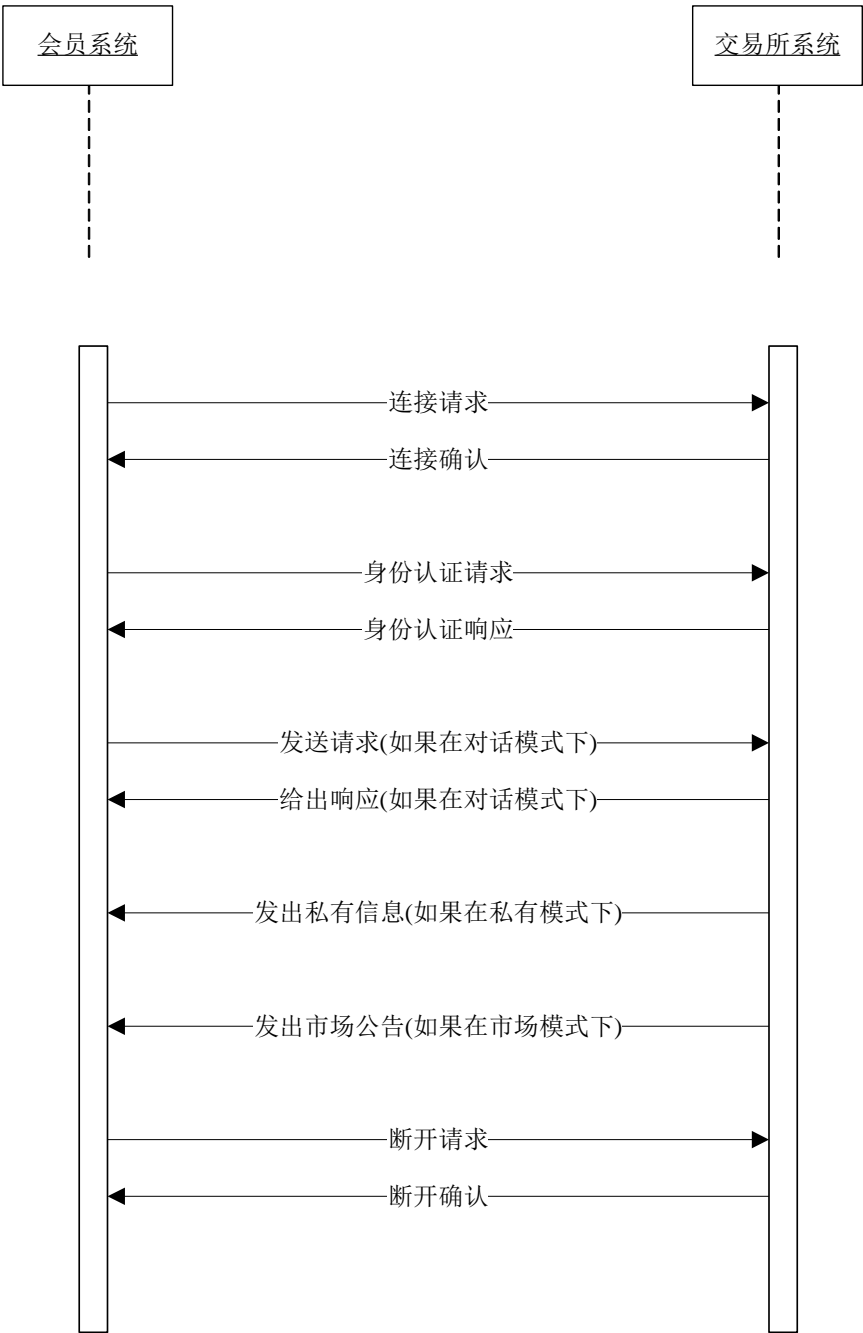 会员系统
交易所系统
连接请求
连接确认
身份认证请求
身份认证响应
发送请求(如果在对话模式下)
给出响应(如果在对话模式下)
发出私有信息(如果在私有模式下)
发出市场公告(如果在市场模式下)
断开请求
断开确认